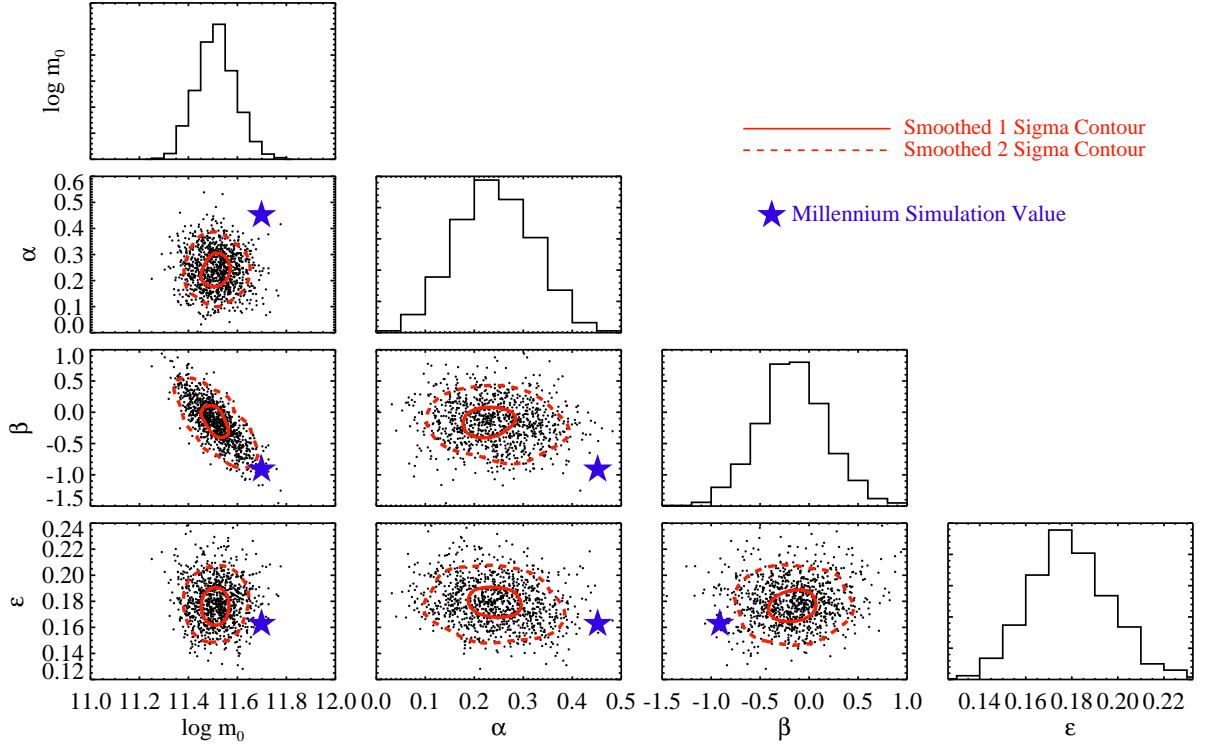 log m₀
Smoothed 1 Sigma Contour
Smoothed 2 Sigma Contour
Millennium Simulation Value
0.6
0.5
0.4
0.3
0.2
0.1
0.0
α
1.0
0.5
0.0
-0.5
-1.0
-1.5
β
0.24
0.22
0.20
0.18
0.16
0.14
0.12
ε
11.0 11.2 11.4 11.6 11.8 12.0 0.0 0.1 0.2 0.3 0.4 0.5 -1.5 -1.0 -0.5 0.0 0.5 1.0 0.14 0.16 0.18 0.20 0.22
log m₀ α β ε